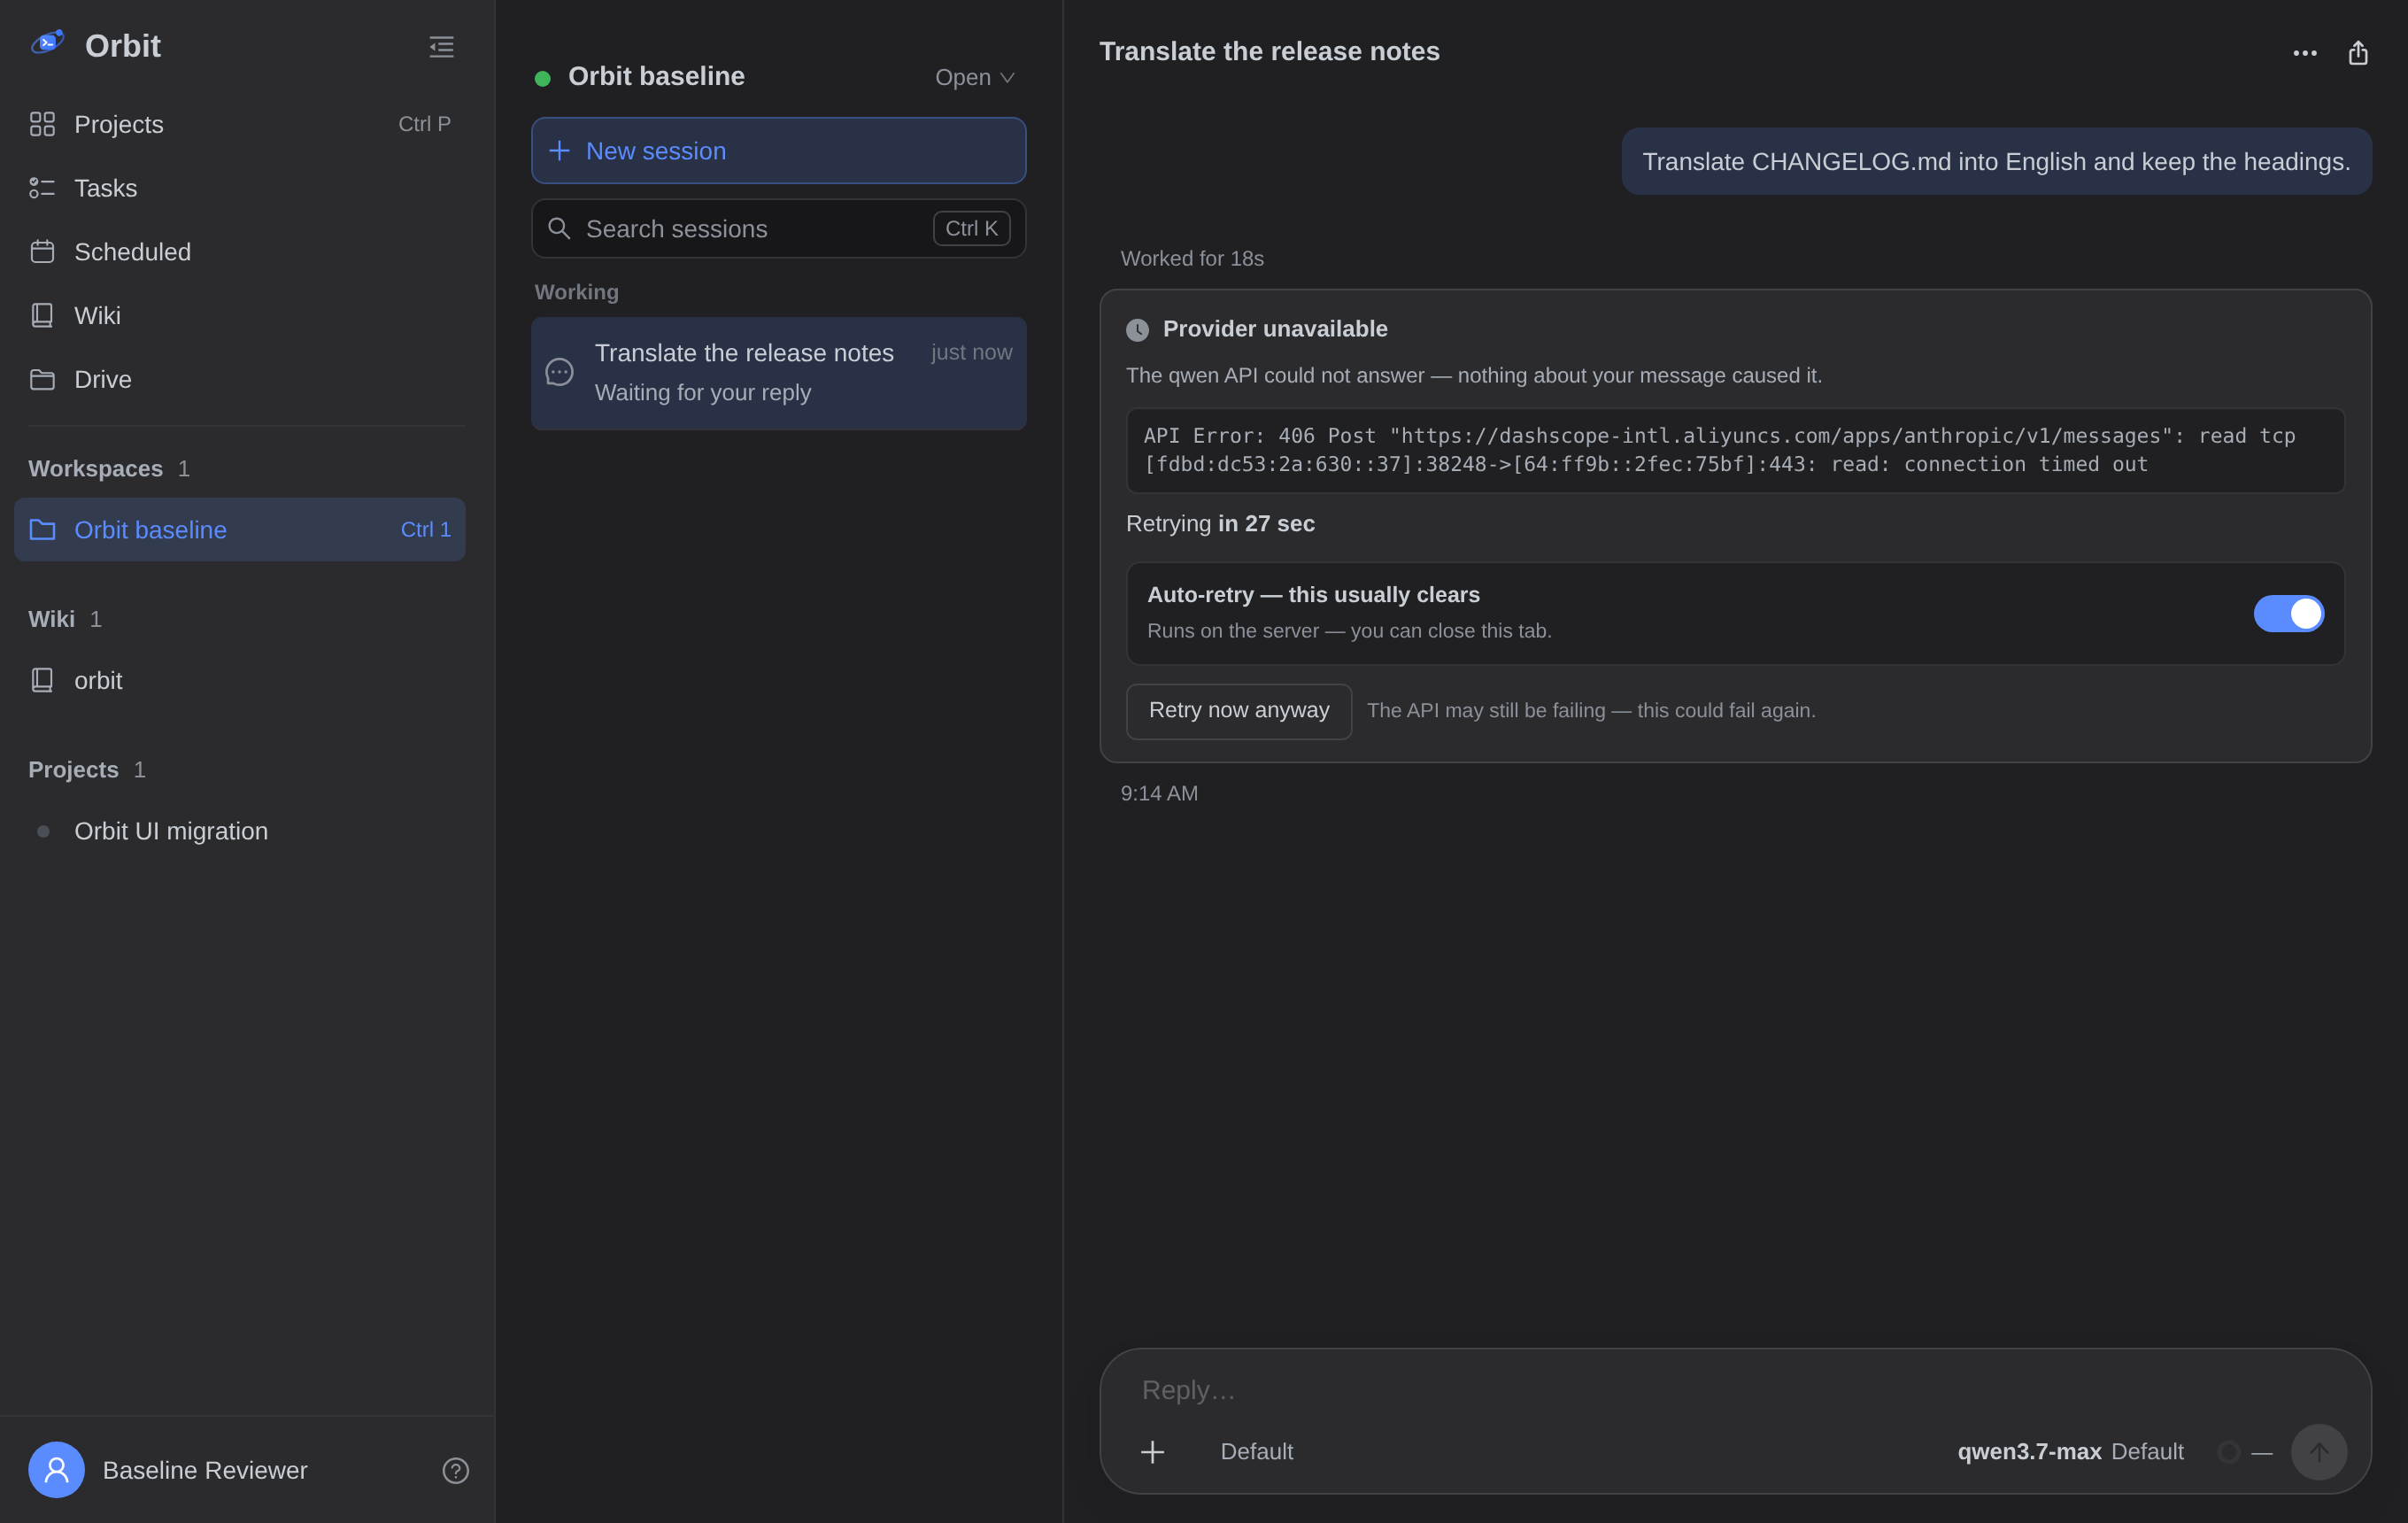 Orbit
Projects Ctrl P
Tasks
Scheduled
Wiki
Drive
Workspaces 1
Orbit baseline Ctrl 1
Wiki 1
orbit
Projects 1
Orbit UI migration
Baseline Reviewer
Orbit baseline Open
New session
Search sessions Ctrl K
Working
Translate the release notes just now
Waiting for your reply
Translate the release notes
Translate CHANGELOG.md into English and keep the headings.
Worked for 18s
Provider unavailable
The qwen API could not answer — nothing about your message caused it.
API Error: 406 Post "https://dashscope-intl.aliyuncs.com/apps/anthropic/v1/messages": read tcp
[fdbd:dc53:2a:630::37]:38248->[64:ff9b::2fec:75bf]:443: read: connection timed out
Retrying in 27 sec
Auto-retry — this usually clears
Runs on the server — you can close this tab.
Retry now anyway The API may still be failing — this could fail again.
9:14 AM
Reply…
Default qwen3.7-max Default —